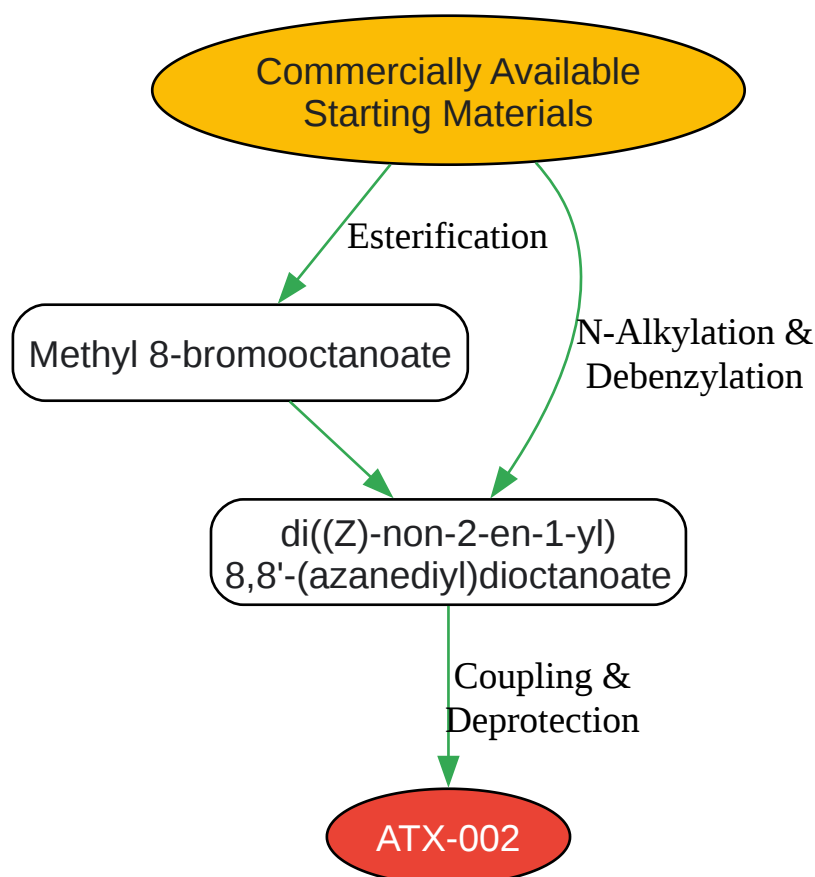 Commercially Available
Starting Materials
Esterification
N-Alkylation &
Debenzylation
Methyl 8-bromooctanoate
di((Z)-non-2-en-1-yl)
8,8'-(azanediyl)dioctanoate
Coupling &
Deprotection
ATX-002